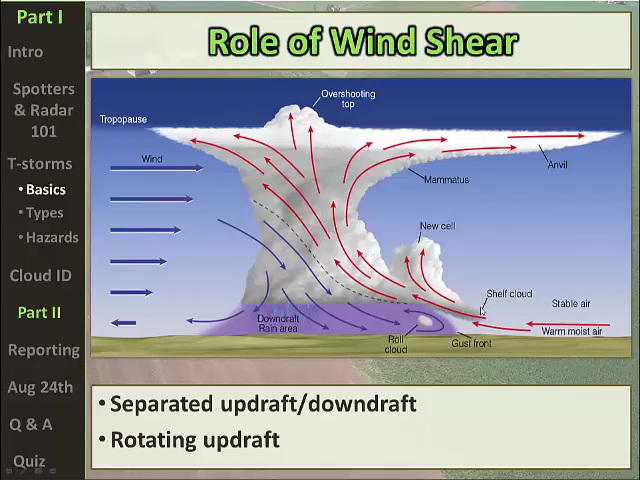 Part I
Intro
Spotters
& Radar
101
T-storms
• Basics
• Types
• Hazards
Cloud ID
Part II
Reporting
Aug 24th
Q & A
Quiz
Role of Wind Shear
Tropopause
Overshooting
top
Wind
Anvil
Mammatus
New cell
Shelf cloud
Stable air
Downdraft
Rain area
Warm moist air
Roll
cloud
Gust front
• Separated updraft/downdraft
• Rotating updraft